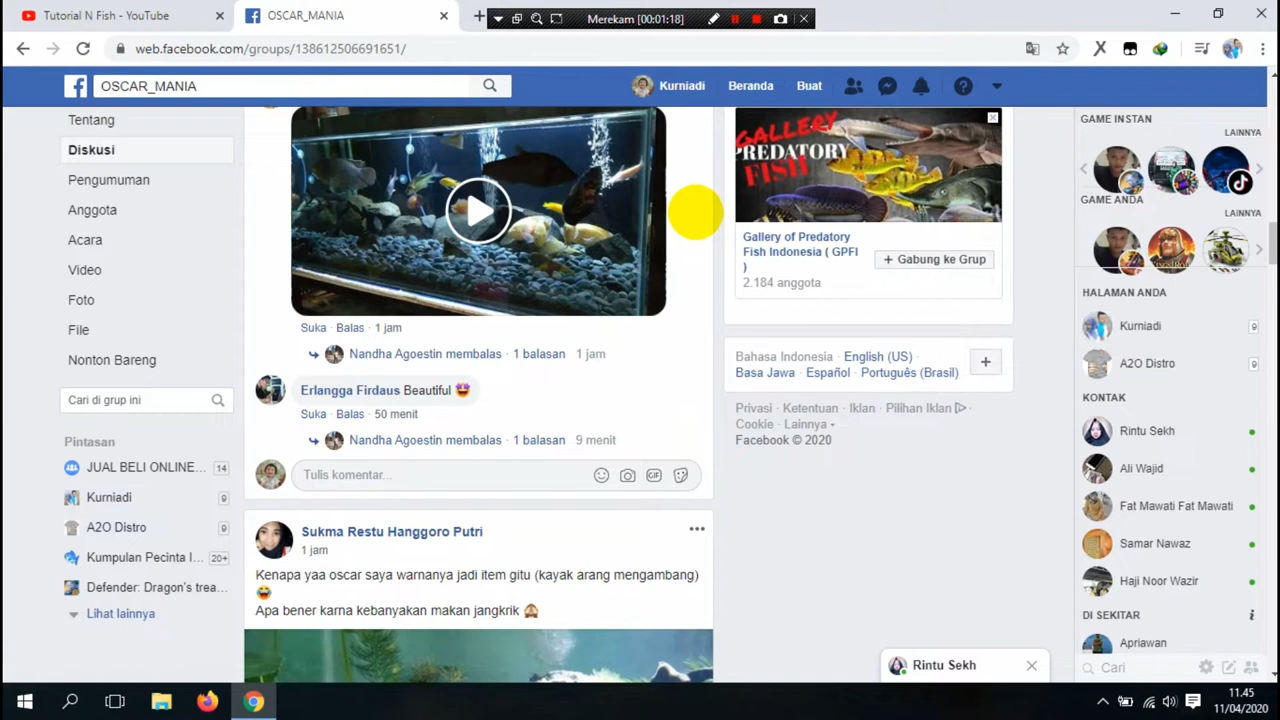 Tutorial N Fish - YouTube
OSCAR_MANIA
Merekam [00:01:18]
web.facebook.com/groups/138612506691651/
OSCAR_MANIA
Kurniadi
Beranda
Buat
Tentang
Diskusi
Pengumuman
Anggota
Acara
Video
Foto
File
Nonton Bareng
Cari di grup ini
Pintasan
JUAL BELI ONLINE... 14
Kurniadi 9
A2O Distro 9
Kumpulan Pecinta I... 20+
Defender: Dragon's trea...
Lihat lainnya
Suka · Balas · 1 jam
Nandha Agoestin membalas · 1 balasan 1 jam
Erlangga Firdaus Beautiful 🤩
Suka · Balas · 50 menit
Nandha Agoestin membalas · 1 balasan 9 menit
Tulis komentar...
GIF
Sukma Restu Hanggoro Putri
1 jam
Kenapa yaa oscar saya warnanya jadi item gitu (kayak arang mengambang)
😂
Apa bener karna kebanyakan makan jangkrik 🙈
GALLERY
PREDATORY
FISH
Gallery of Predatory
Fish Indonesia ( GPFI
)
2.184 anggota
+ Gabung ke Grup
Bahasa Indonesia · English (US) ·
Basa Jawa · Español · Português (Brasil)
+
Privasi · Ketentuan · Iklan · Pilihan Iklan ·
Cookie · Lainnya
Facebook © 2020
GAME INSTAN
LAINNYA
GAME ANDA
LAINNYA
HALAMAN ANDA
Kurniadi 9
A2O Distro 9
KONTAK
Rintu Sekh
Ali Wajid
Fat Mawati Fat Mawati
Samar Nawaz
Haji Noor Wazir
DI SEKITAR
Apriawan
Cari
Rintu Sekh
11.45
11/04/2020